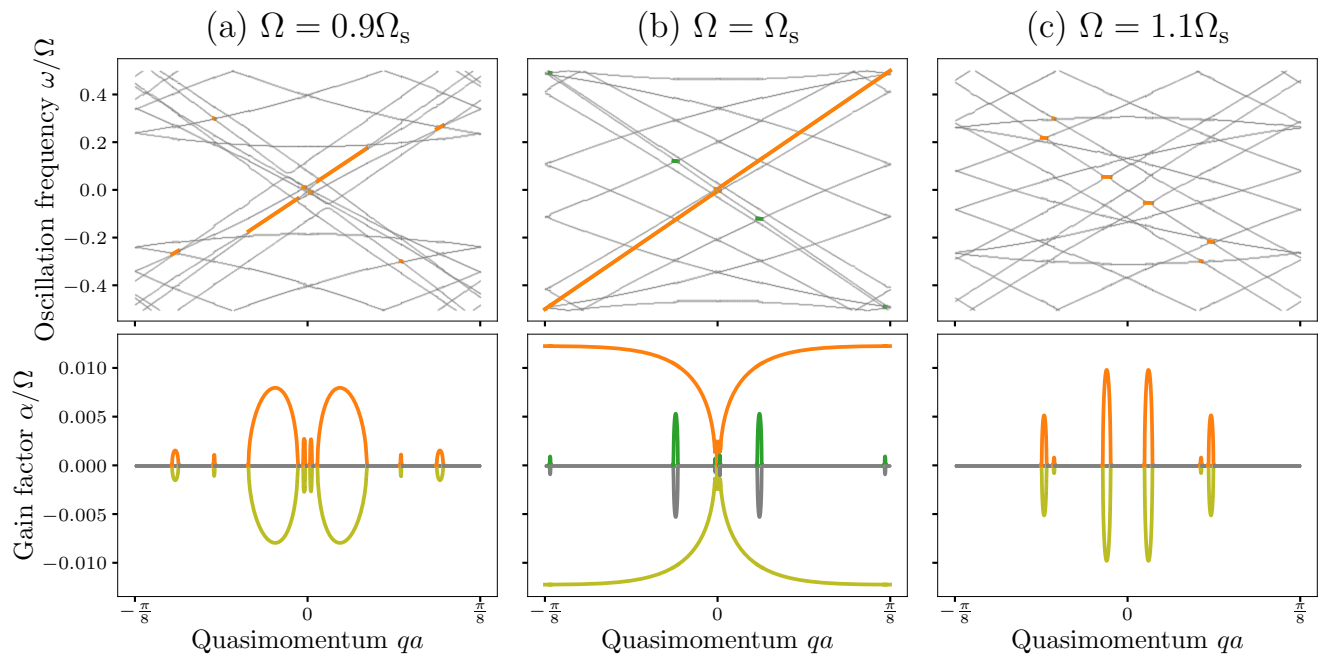 (a) Ω = 0.9Ωs
(b) Ω = Ωs
(c) Ω = 1.1Ωs
Oscillation frequency ω/Ω
0.4
0.2
0.0
−0.2
−0.4
Gain factor α/Ω
0.010
0.005
0.000
−0.005
−0.010
−π/8 0 π/8
−π/8 0 π/8
−π/8 0 π/8
Quasimomentum qa
Quasimomentum qa
Quasimomentum qa